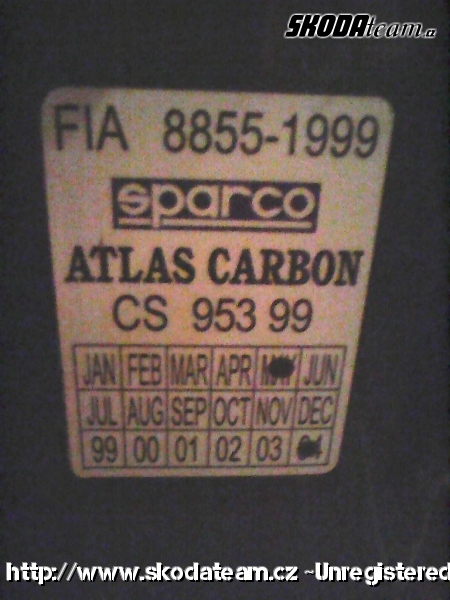 SKODAteam.cz
FIA 8855-1999
sparco
ATLAS CARBON
CS 953 99
JAN FEB MAR APR MAY JUN
JUL AUG SEP OCT NOV DEC
99 00 01 02 03
http://www.skodateam.cz ~Unregistered